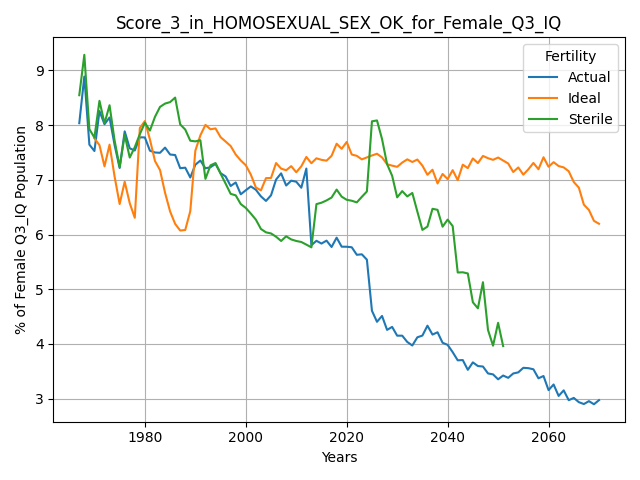 Score_3_in_HOMOSEXUAL_SEX_OK_for_Female_Q3_IQ
Fertility
Actual
Ideal
Sterile
% of Female Q3_IQ Population
9
8
7
6
5
4
3
1980 2000 2020 2040 2060
Years